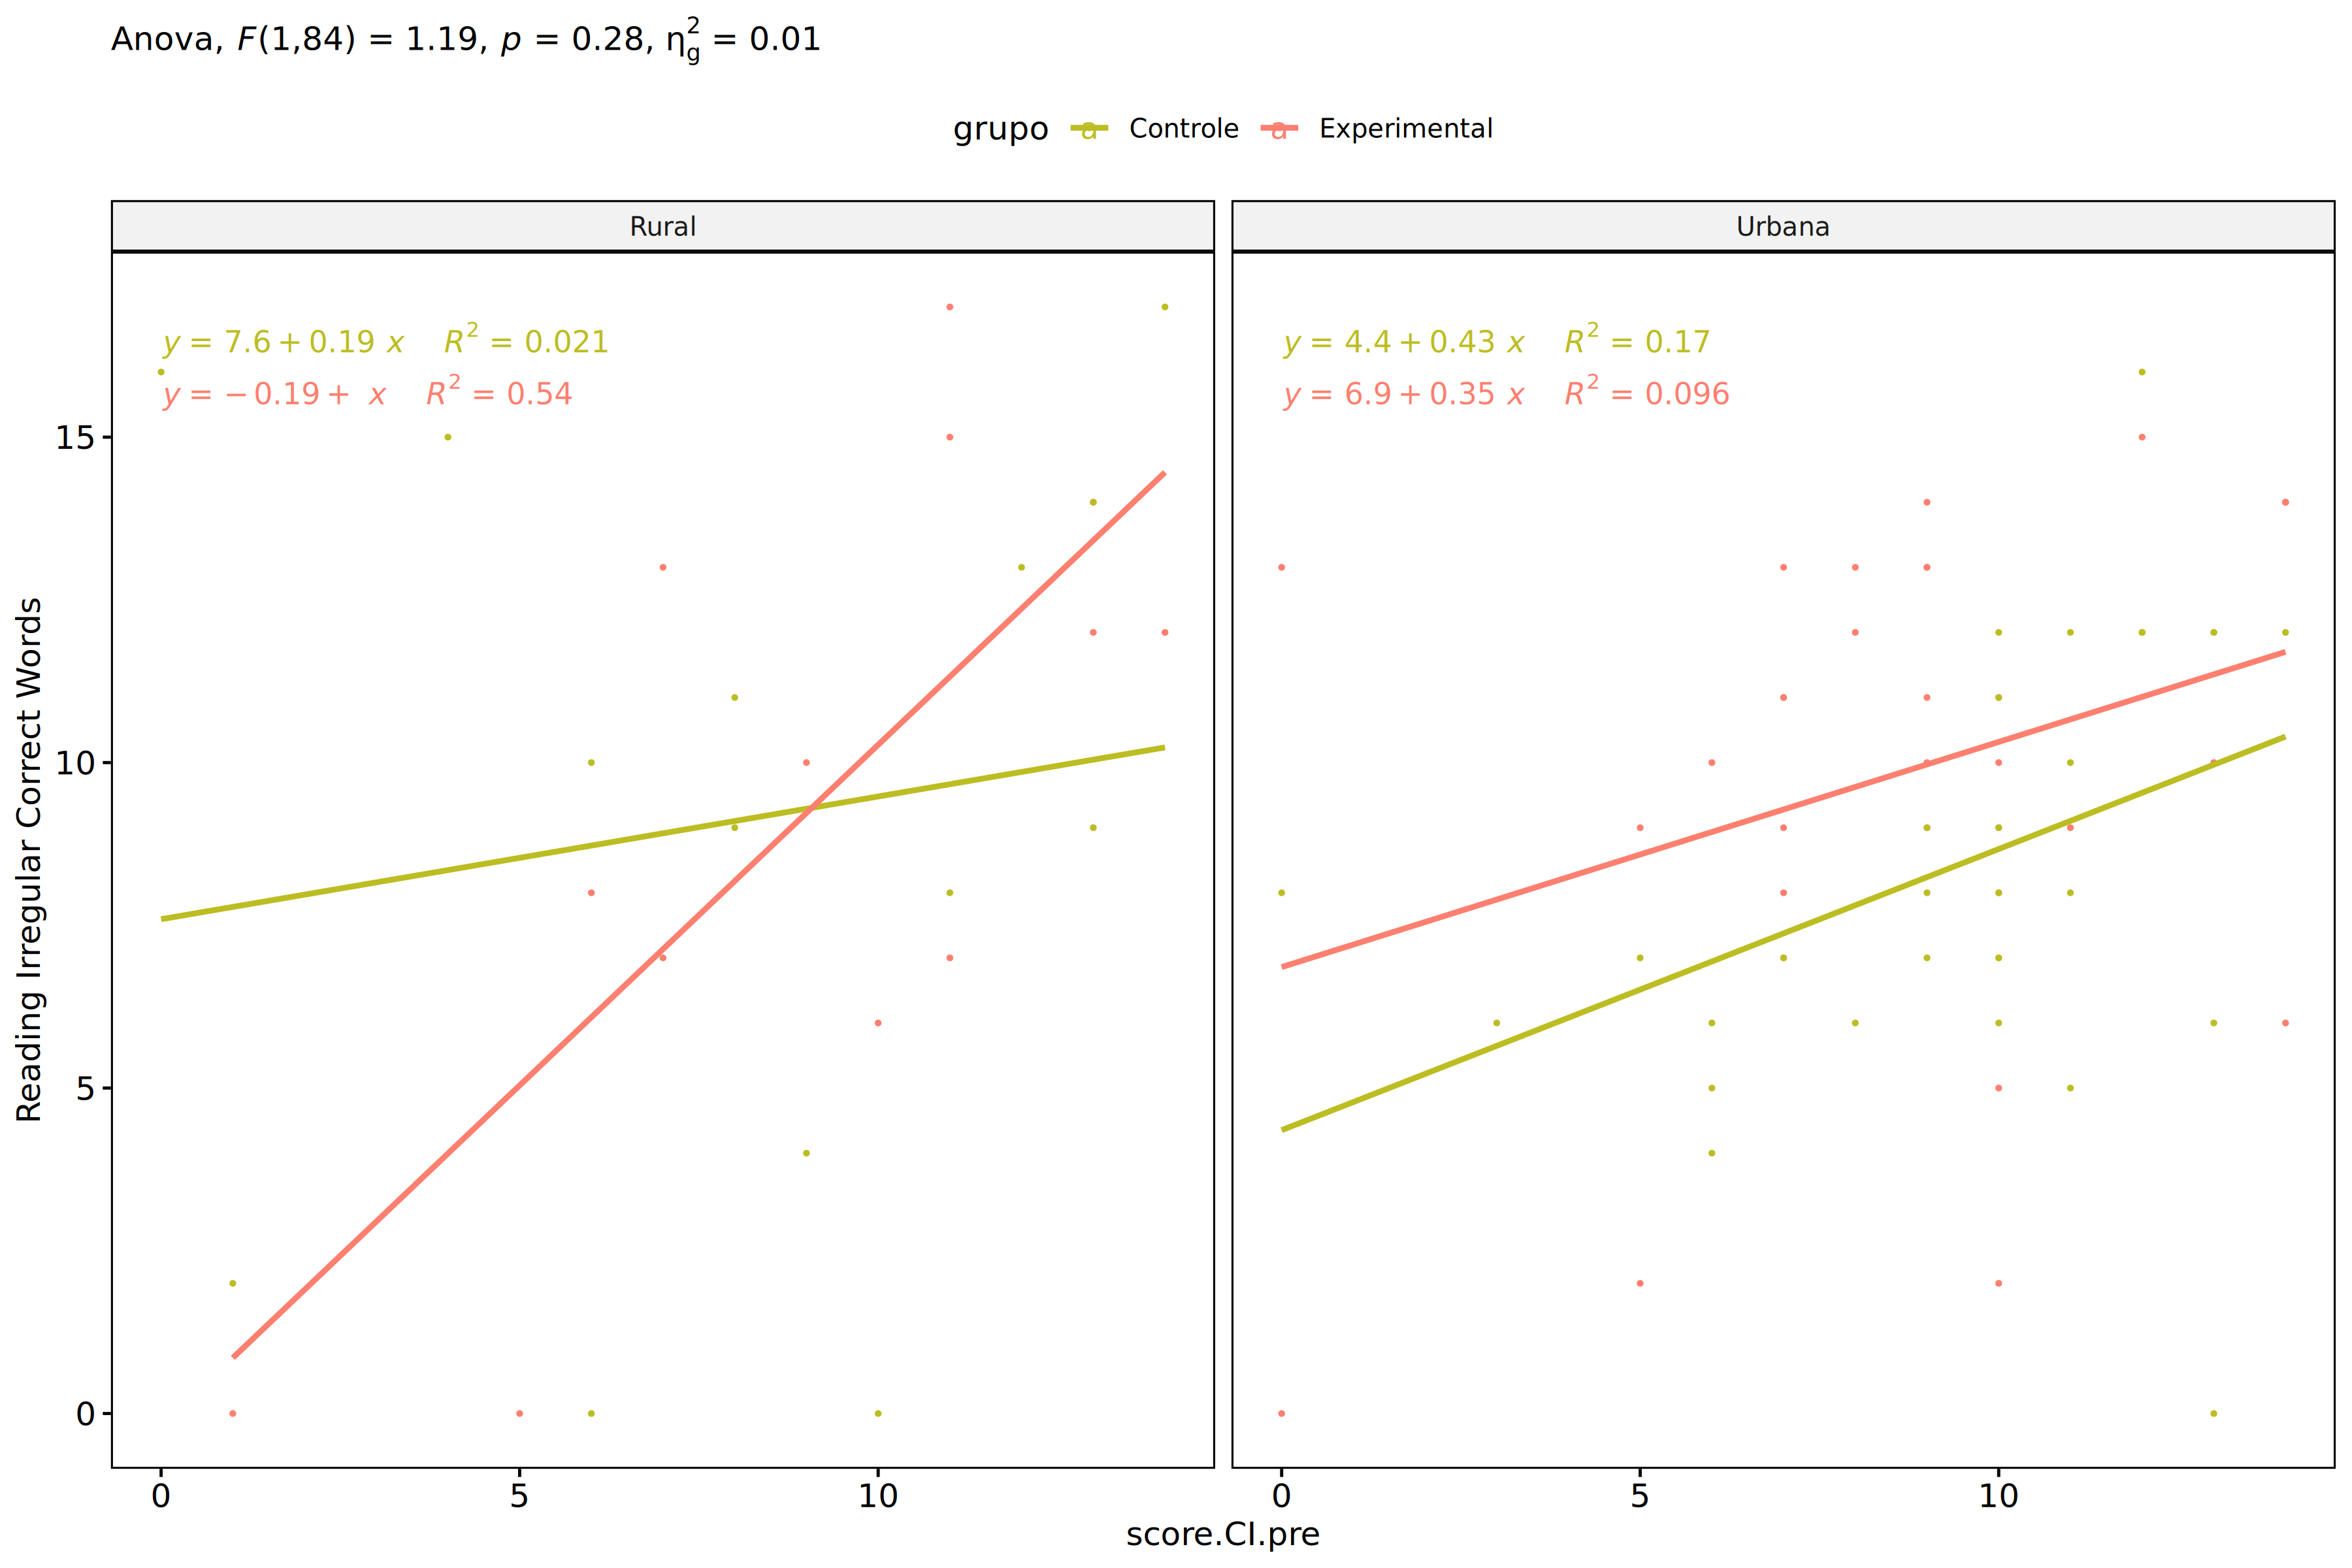 Anova, F(1,84) = 1.19, p = 0.28, η²g = 0.01
grupo a Controle a Experimental
Rural
Urbana
y = 7.6 + 0.19 x R² = 0.021
y = − 0.19 + x R² = 0.54
y = 4.4 + 0.43 x R² = 0.17
y = 6.9 + 0.35 x R² = 0.096
Reading Irregular Correct Words
15
10
5
0
0 5 10
0 5 10
score.CI.pre